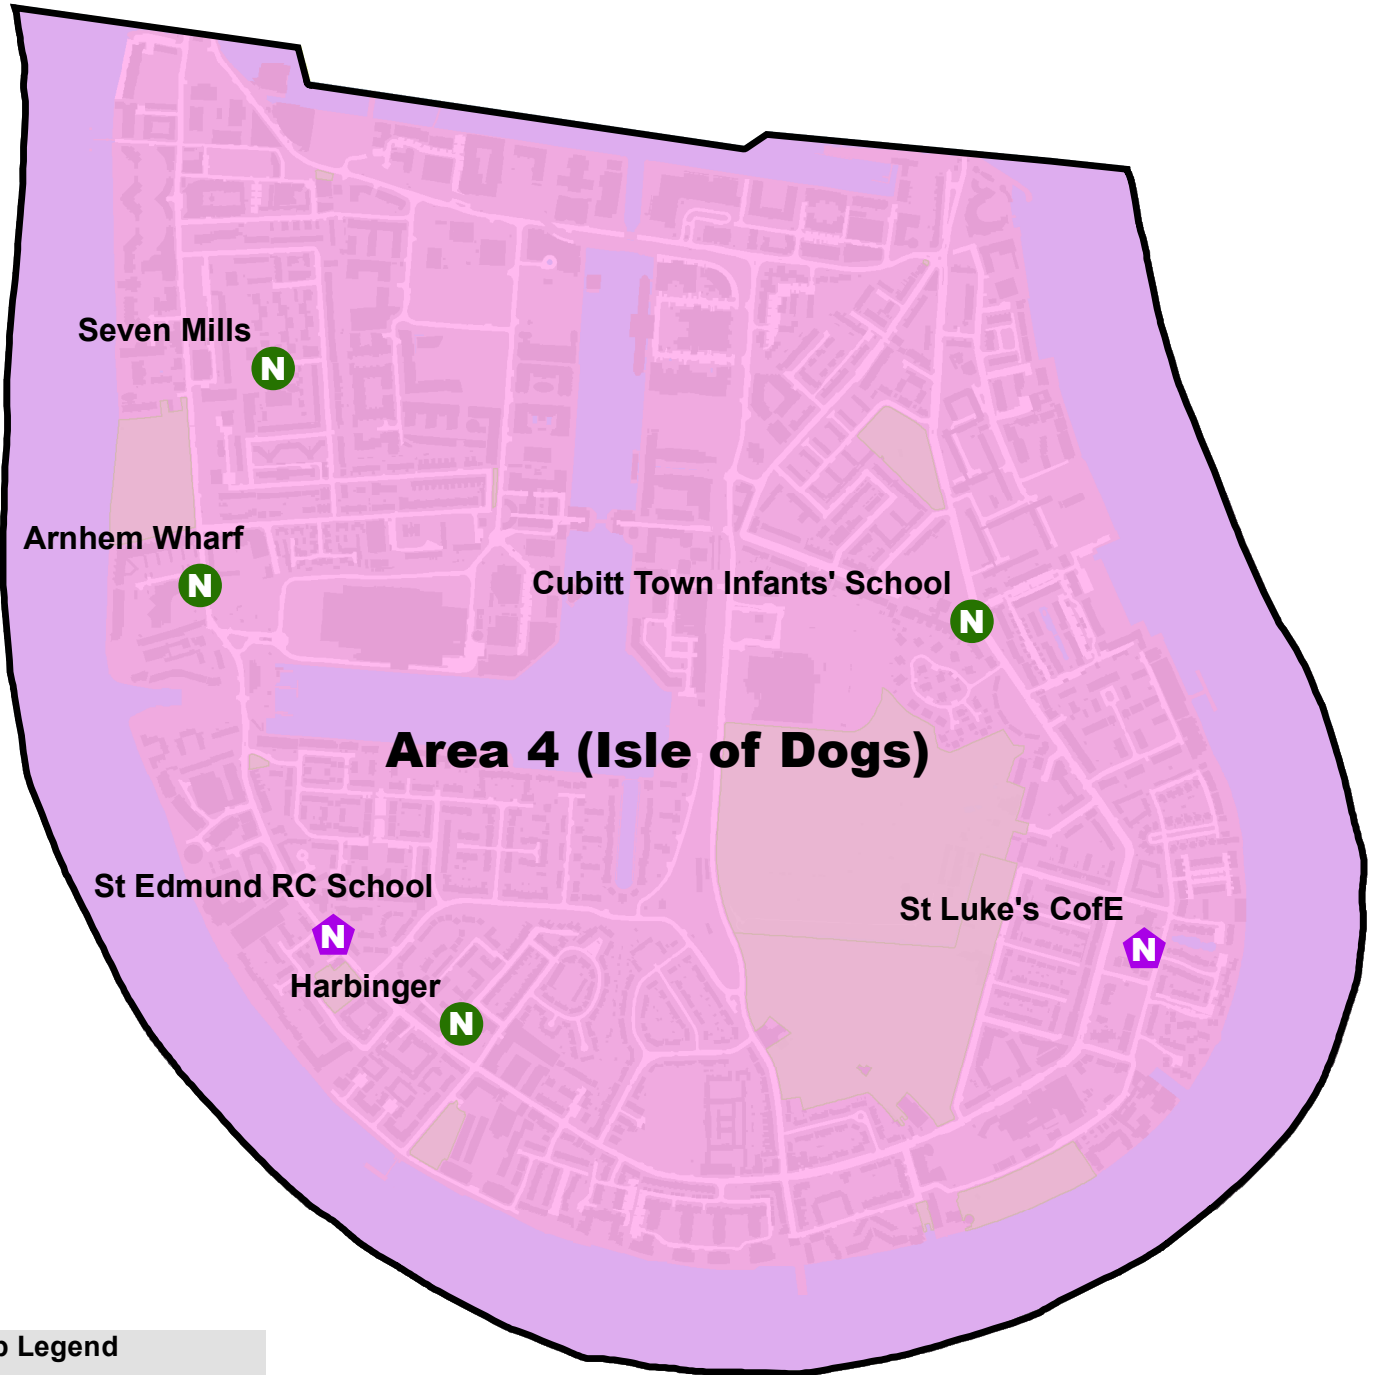 Seven Mills
N
Arnhem Wharf
N
Cubitt Town Infants' School
N
Area 4 (Isle of Dogs)
St Edmund RC School
N
St Luke's CofE
N
Harbinger
N
Legend